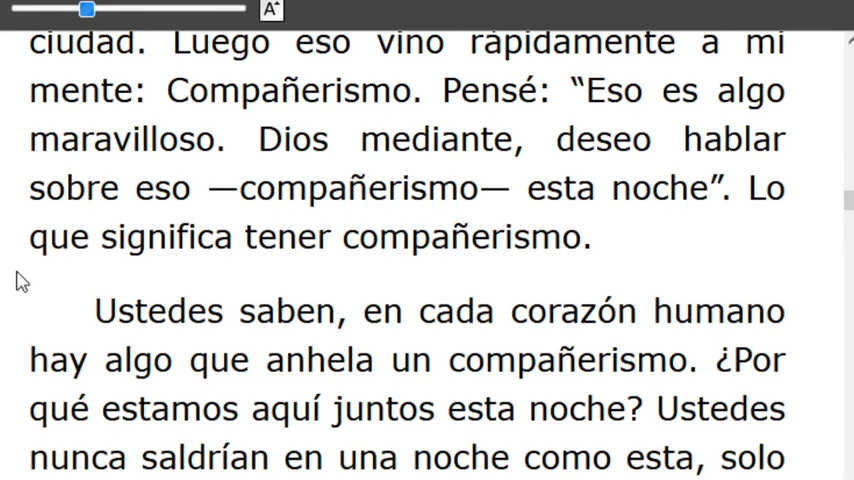 A
ciudad. Luego eso vino rápidamente a mi
mente: Compañerismo. Pensé: “Eso es algo
maravilloso. Dios mediante, deseo hablar
sobre eso —compañerismo— esta noche”. Lo
que significa tener compañerismo.
Ustedes saben, en cada corazón humano
hay algo que anhela un compañerismo. ¿Por
qué estamos aquí juntos esta noche? Ustedes
nunca saldrían en una noche como esta, solo